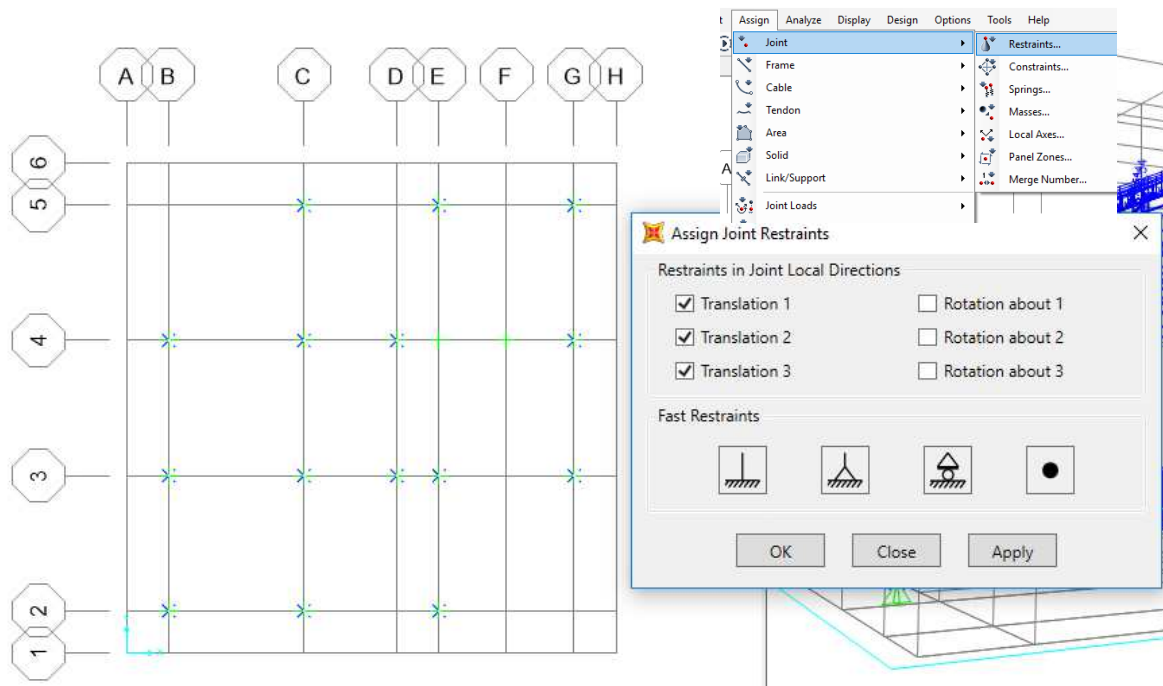 t Assign Analyze Display Design Options Tools Help
Joint Restraints...
Frame Constraints...
Cable Springs...
Tendon Masses...
Area Local Axes...
Solid Panel Zones...
Link/Support Merge Number...
Joint Loads
A B C D E F G H
6
5
4
3
2
1
A
Assign Joint Restraints
Restraints in Joint Local Directions
Translation 1 Rotation about 1
Translation 2 Rotation about 2
Translation 3 Rotation about 3
Fast Restraints
OK Close Apply